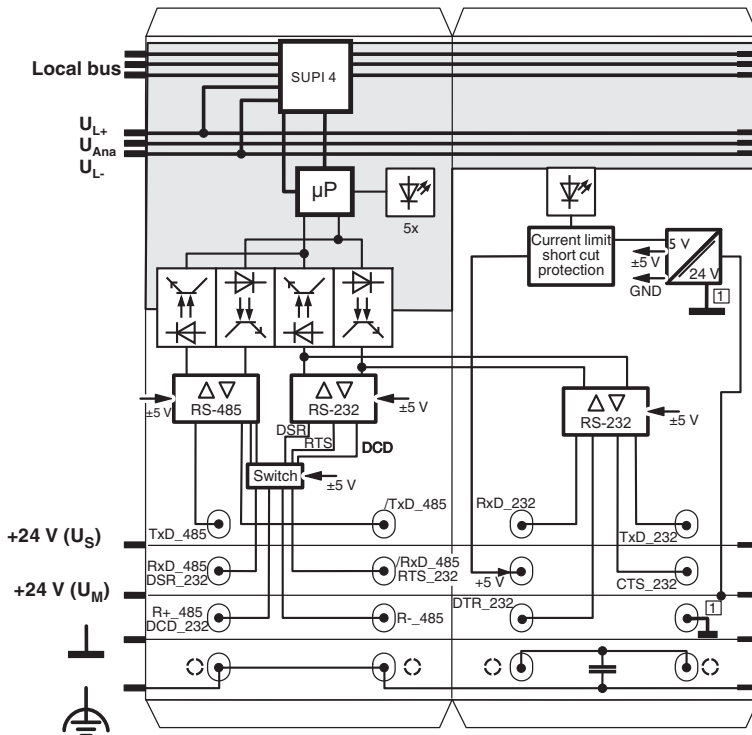 Local bus
SUPI 4
UL+
UAna
UL-
µP
5x
Current limit
short cut
protection
5 V
±5 V
24 V
GND
1
±5 V
RS-485
RS-232
±5 V
RS-232
±5 V
DSR
RTS
DCD
Switch
±5 V
TxD_485
/TxD_485
RxD_232
TxD_232
+24 V (US)
RxD_485
DSR_232
/RxD_485
RTS_232
+5 V
CTS_232
+24 V (UM)
R+_485
DCD_232
R-_485
DTR_232
1